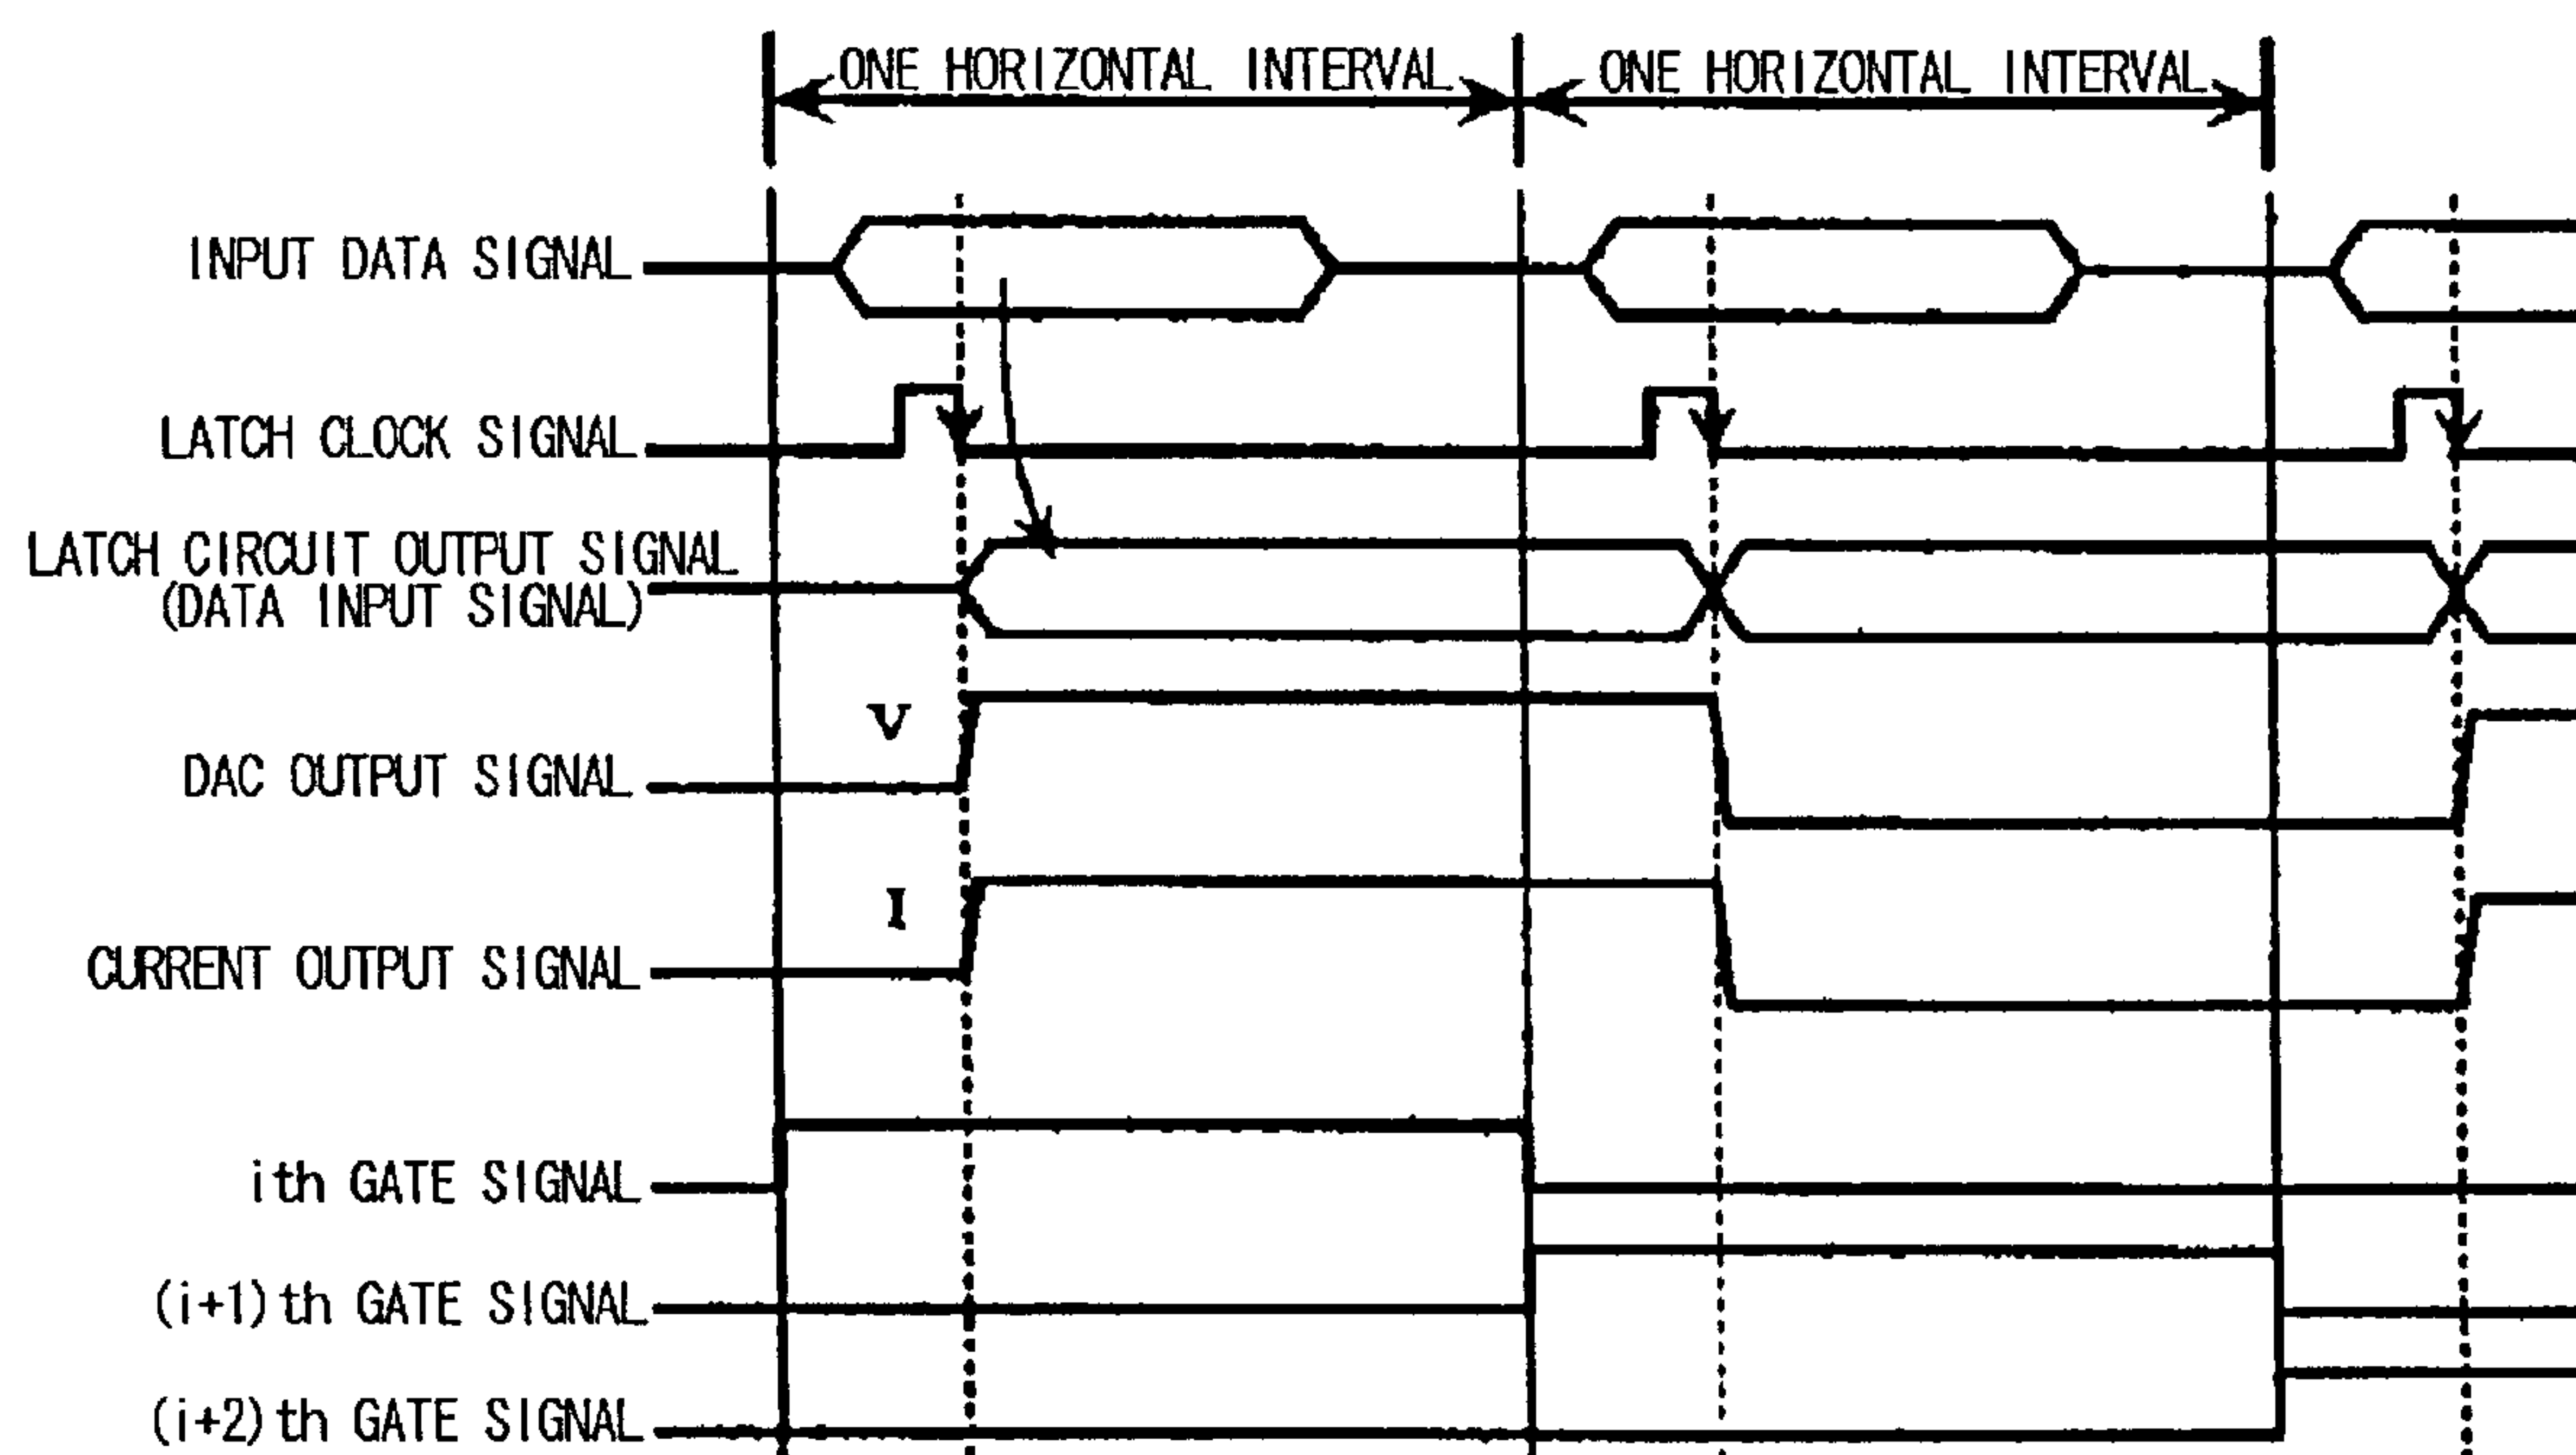 ONE HORIZONTAL INTERVAL
ONE HORIZONTAL INTERVAL
INPUT DATA SIGNAL
LATCH CLOCK SIGNAL
LATCH CIRCUIT OUTPUT SIGNAL
(DATA INPUT SIGNAL)
V
DAC OUTPUT SIGNAL
I
CURRENT OUTPUT SIGNAL
ith GATE SIGNAL
(i+1)th GATE SIGNAL
(i+2)th GATE SIGNAL